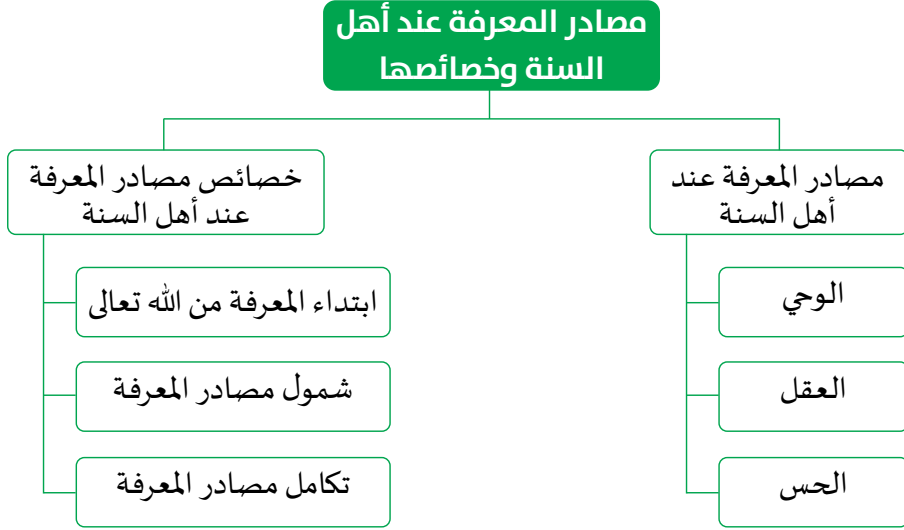 مصادر المعرفة عند أهل
السنة وخصائصها
مصادر المعرفة عند
أهل السنة
الوحي
العقل
الحس
خصائص مصادر المعرفة
عند أهل السنة
ابتداء المعرفة من الله تعالى
شمول مصادر المعرفة
تكامل مصادر المعرفة